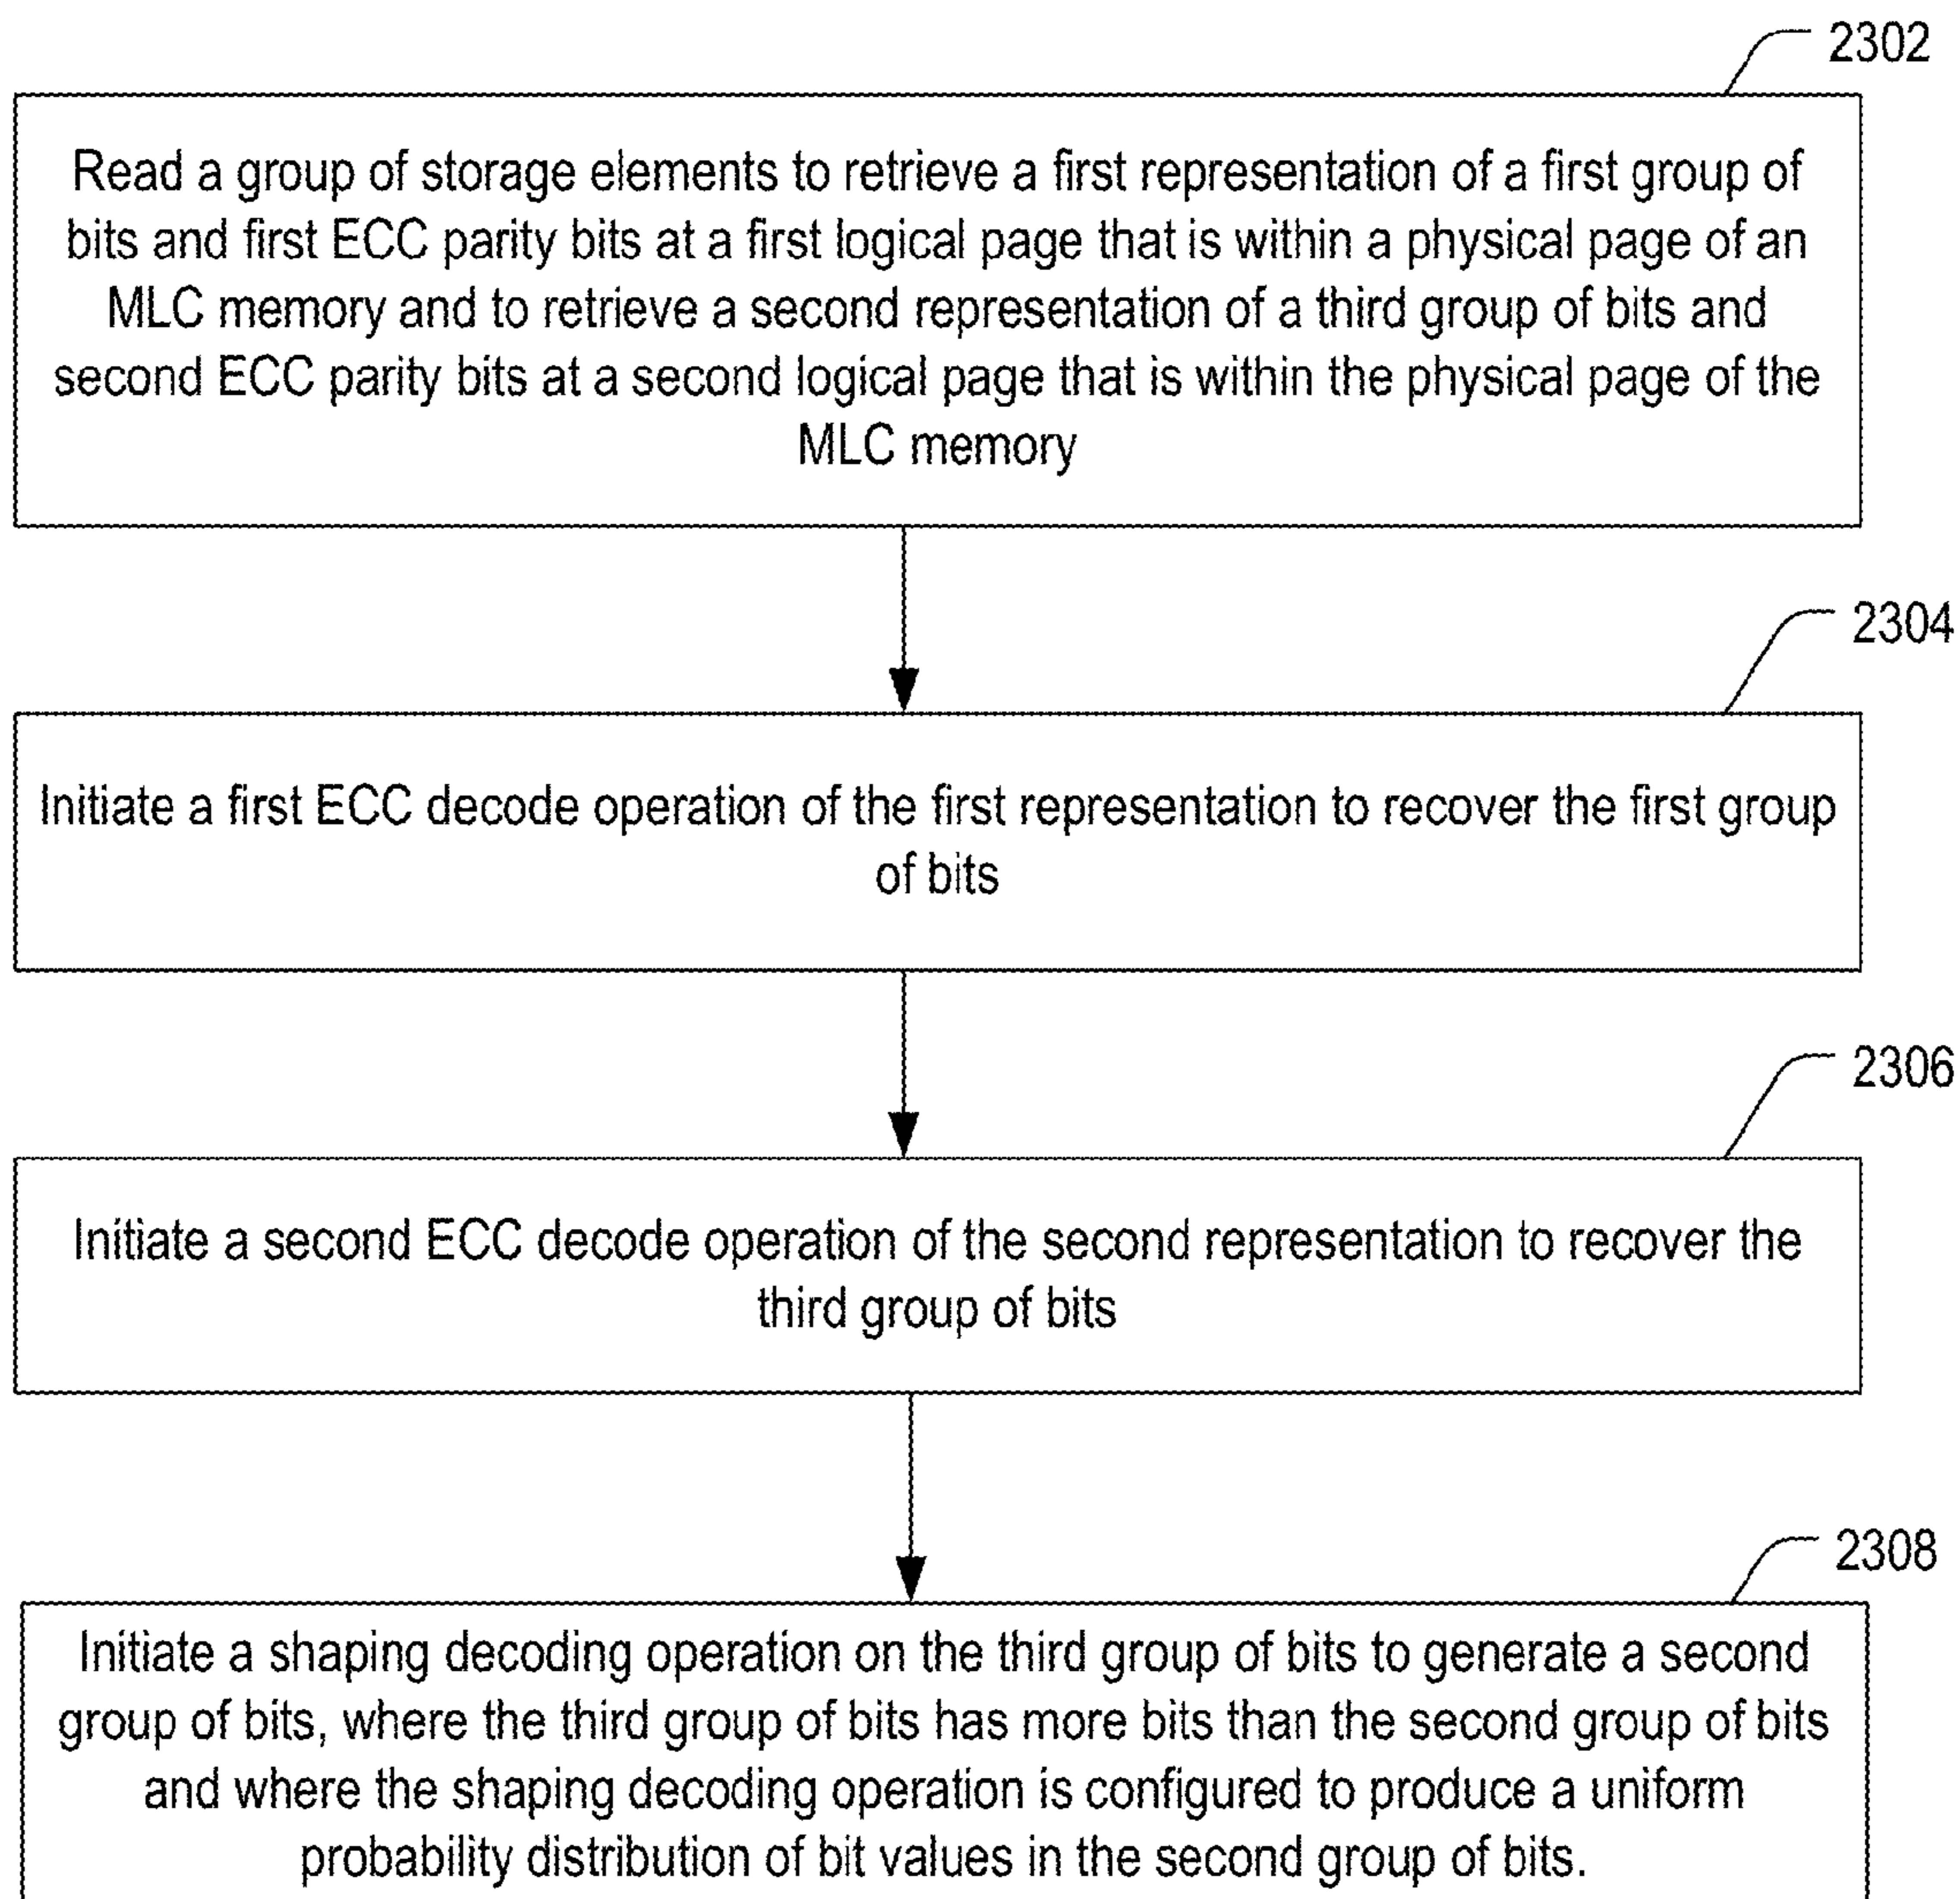 2302
Read a group of storage elements to retrieve a first representation of a first group of
bits and first ECC parity bits at a first logical page that is within a physical page of an
MLC memory and to retrieve a second representation of a third group of bits and
second ECC parity bits at a second logical page that is within the physical page of the
MLC memory
2304
Initiate a first ECC decode operation of the first representation to recover the first group
of bits
2306
Initiate a second ECC decode operation of the second representation to recover the
third group of bits
2308
Initiate a shaping decoding operation on the third group of bits to generate a second
group of bits, where the third group of bits has more bits than the second group of bits
and where the shaping decoding operation is configured to produce a uniform
probability distribution of bit values in the second group of bits.